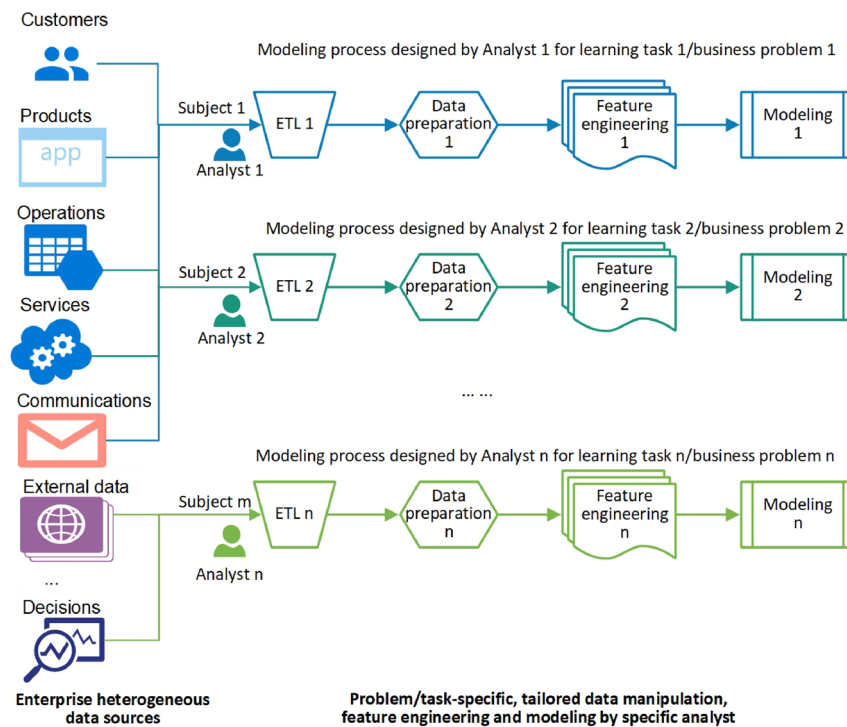 Customers
Modeling process designed by Analyst 1 for learning task 1/business problem 1
Products
app
Subject 1
Analyst 1
ETL 1
Data
preparation
1
Feature
engineering
1
Modeling
1
Operations
Modeling process designed by Analyst 2 for learning task 2/business problem 2
Subject 2
Analyst 2
ETL 2
Data
preparation
2
Feature
engineering
2
Modeling
2
Services
Communications
... ...
Modeling process designed by Analyst n for learning task n/business problem n
External data
Subject m
Analyst n
ETL n
Data
preparation
n
Feature
engineering
n
Modeling
n
...
Decisions
Enterprise heterogeneous
data sources
Problem/task-specific, tailored data manipulation,
feature engineering and modeling by specific analyst